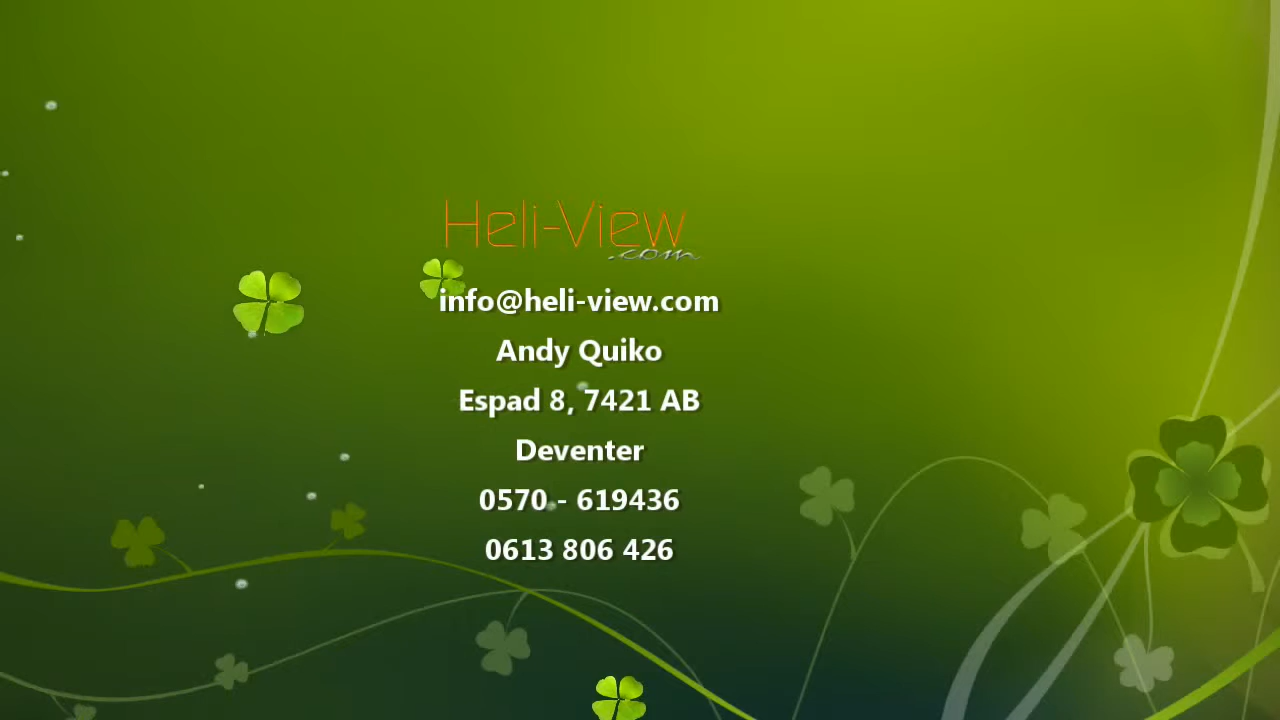 Heli-View
.com
info@heli-view.com
Andy Quiko
Espad 8, 7421 AB
Deventer
0570 - 619436
0613 806 426